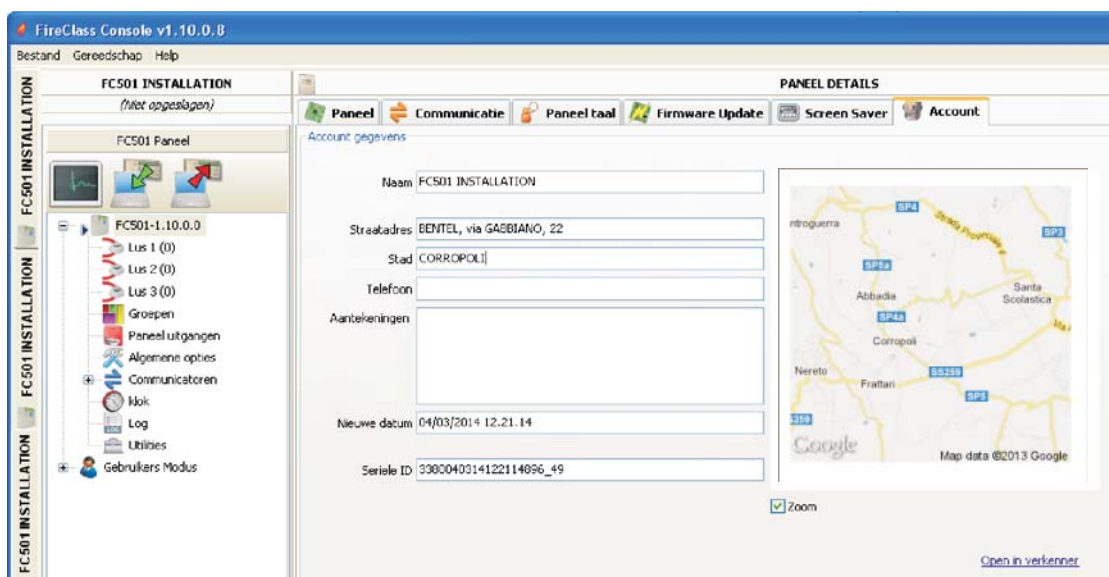 FireClass Console v1.10.0.8
Bestand Gereedschap Help
FC501 INSTALLATION
FC501 INSTALLATION
FC501 INSTALLATION
FC501 INSTALLATION
(Niet opgeslagen)
FC501 Paneel
FC501-1.10.0.0
Lus 1 (0)
Lus 2 (0)
Lus 3 (0)
Groepen
Paneel uitgangen
Algemene opties
Communicatoren
klok
Log
Utilities
Gebruikers Modus
PANEEL DETAILS
Paneel Communicatie Paneel taal Firmware Update Screen Saver Account
Account gegevens
Naam FC501 INSTALLATION
Straatadres BENTEL, via GABBIANO, 22
Stad CORROPOLI
Telefoon
Aantekeningen
Nieuwe datum 04/03/2014 12.21.14
Seriele ID 3380040314122114896_49
SP4
ntroguerra
Strada Provinciale
SP3
SP5a
Abbadia
Santa Scolastica
SP4a
Corropoli
Via
Nereto
SS259
Frattari
SP5
259
Google
Map data ©2013 Google
Zoom
Open in verkenner